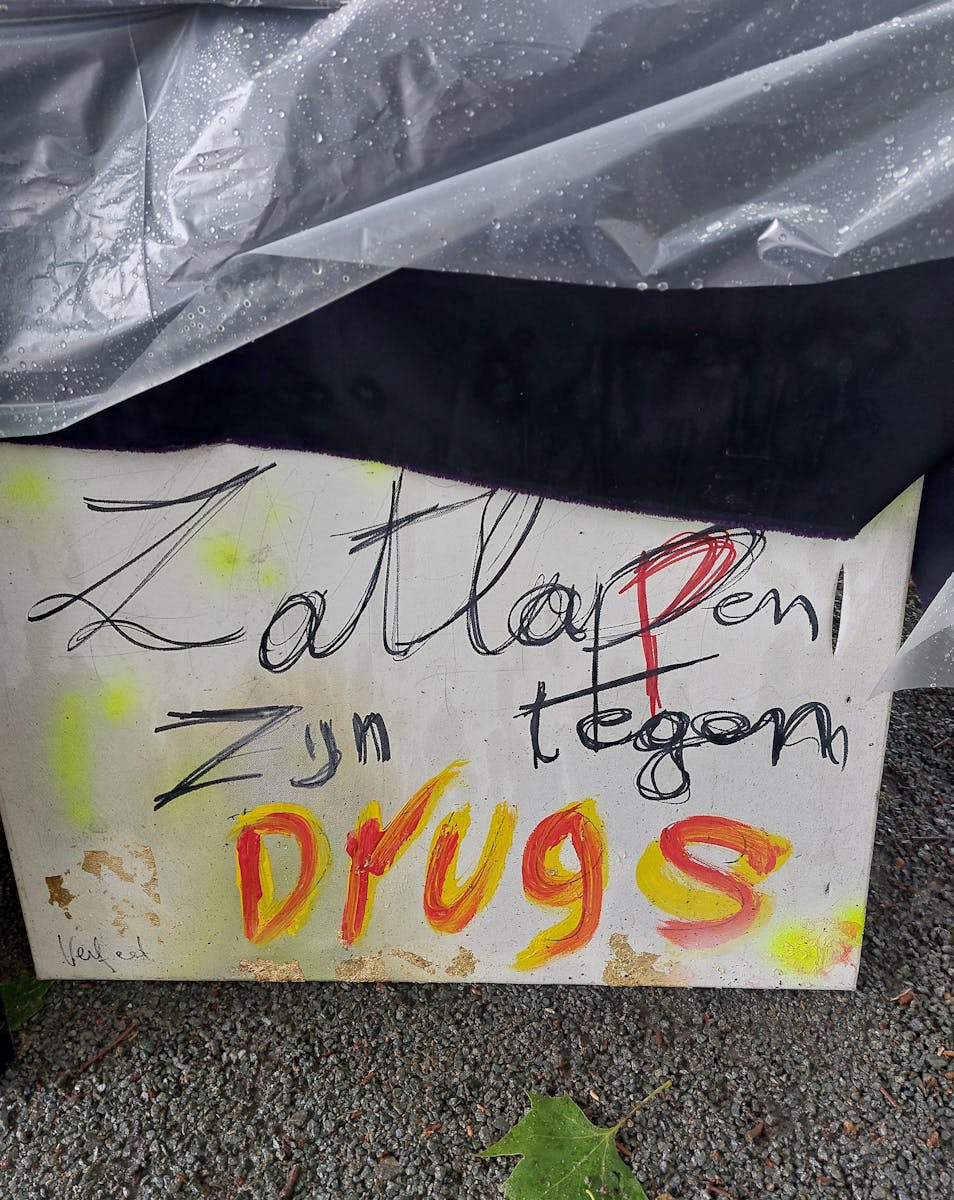 Zatlappen
zijn tegen
DRUGS